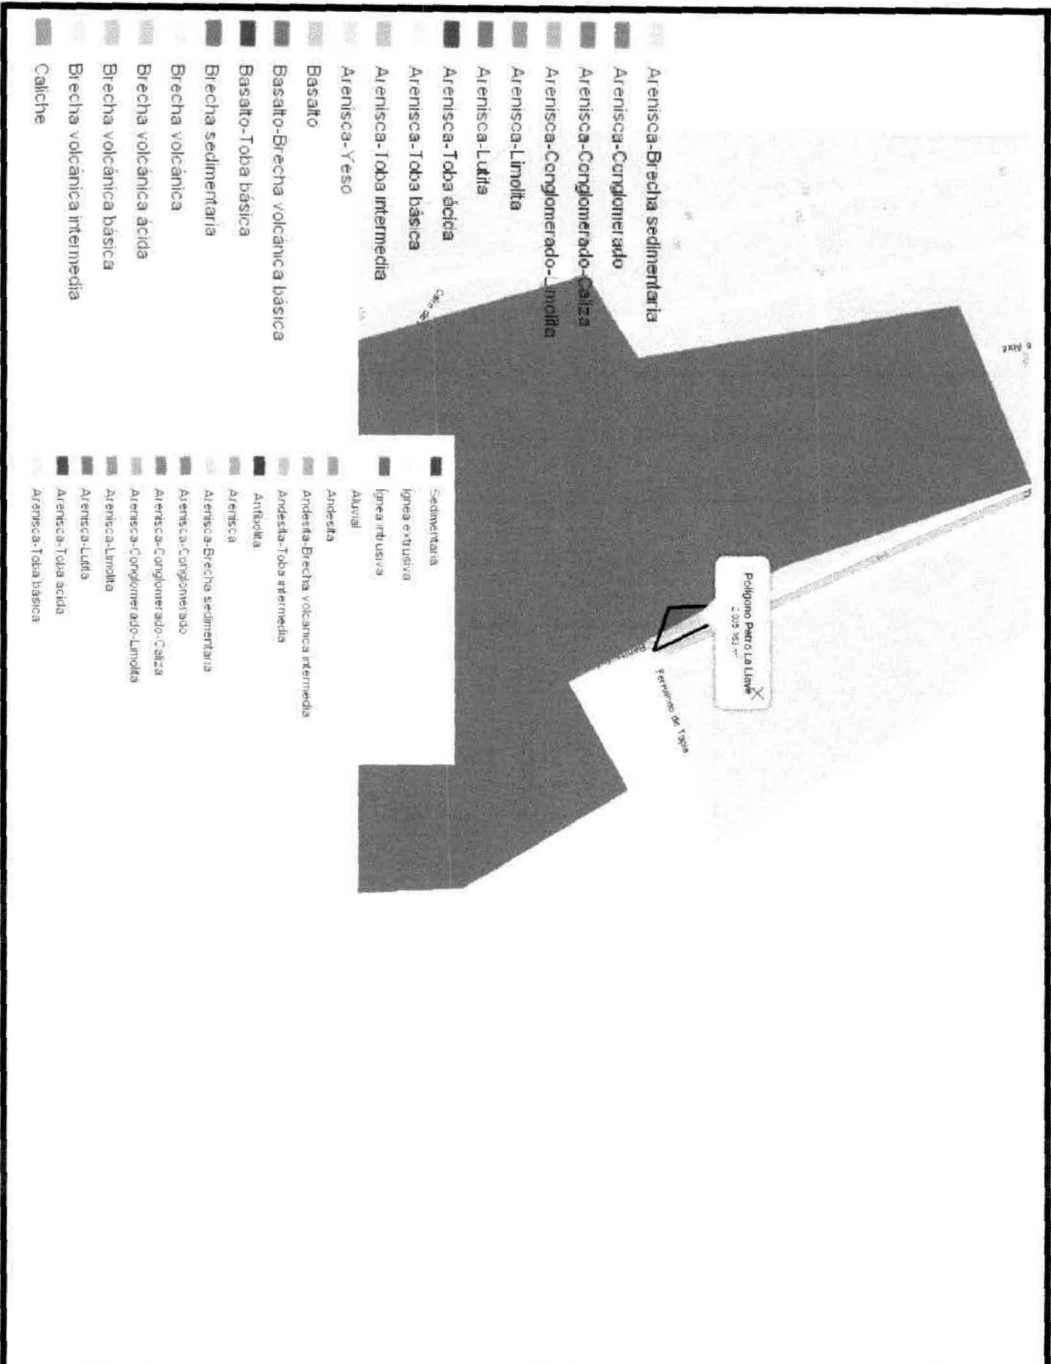 Arenisca-Brecha sedimentaria
Arenisca-Conglomerado
Arenisca-Conglomerado-Caliza
Arenisca-Conglomerado-Limolita
Arenisca-Limolita
Arenisca-Lutita
Arenisca-Toba ácida
Arenisca-Toba básica
Arenisca-Toba intermedia
Arenisca-Yeso
Basalto
Basalto-Brecha volcánica básica
Basalto-Toba básica
Brecha sedimentaria
Brecha volcánica
Brecha volcánica ácida
Brecha volcánica básica
Brecha volcánica intermedia
Caliche
Polígono Petro La Llave
Fernando de Tapia
Sedimentaria
Ígnea extrusiva
Ígnea intrusiva
Aluvial
Andesita
Andesita-Brecha volcánica intermedia
Andesita-Toba intermedia
Anfibolita
Arenisca
Arenisca-Brecha sedimentaria
Arenisca-Conglomerado
Arenisca-Conglomerado-Caliza
Arenisca-Conglomerado-Limolita
Arenisca-Limolita
Arenisca-Lutita
Arenisca-Toba ácida
Arenisca-Toba básica